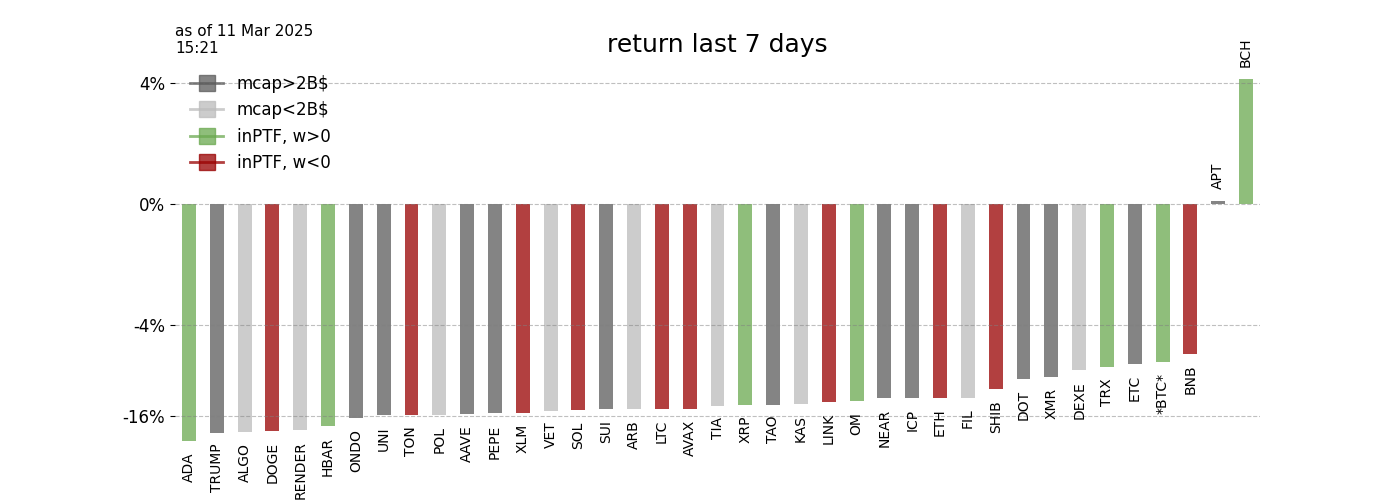 as of 11 Mar 2025
15:21
return last 7 days
mcap>2B$
mcap<2B$
inPTF, w>0
inPTF, w<0
4%
0%
-4%
-16%
ADA
TRUMP
ALGO
DOGE
RENDER
HBAR
ONDO
UNI
TON
POL
AAVE
PEPE
XLM
VET
SOL
SUI
ARB
LTC
AVAX
TIA
XRP
TAO
KAS
LINK
OM
NEAR
ICP
ETH
FIL
SHIB
DOT
XMR
DEXE
TRX
ETC
*BTC*
BNB
APT
BCH